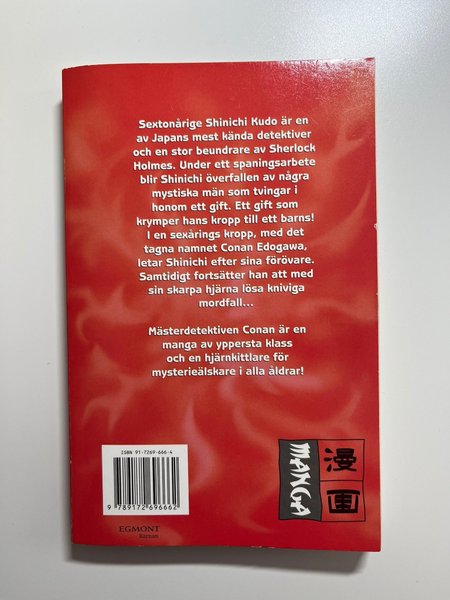 Sextonårige Shinichi Kudo är en
av Japans mest kända detektiver
och en stor beundrare av Sherlock
Holmes. Under ett spaningsarbete
blir Shinichi överfallen av några
mystiska män som tvingar i
honom ett gift. Ett gift som
krymper hans kropp till ett barns!
I en sexårings kropp, med det
tagna namnet Conan Edogawa,
letar Shinichi efter sina förövare.
Samtidigt fortsätter han att med
sin skarpa hjärna lösa kniviga
mordfall...
Mästerdetektiven Conan är en
manga av yppersta klass
och en hjärnkittlare för
mysterieälskare i alla åldrar!
ISBN 91-7269-666-4
9 789172 696662
EGMONT
Kärnan
MANGA
漫
画